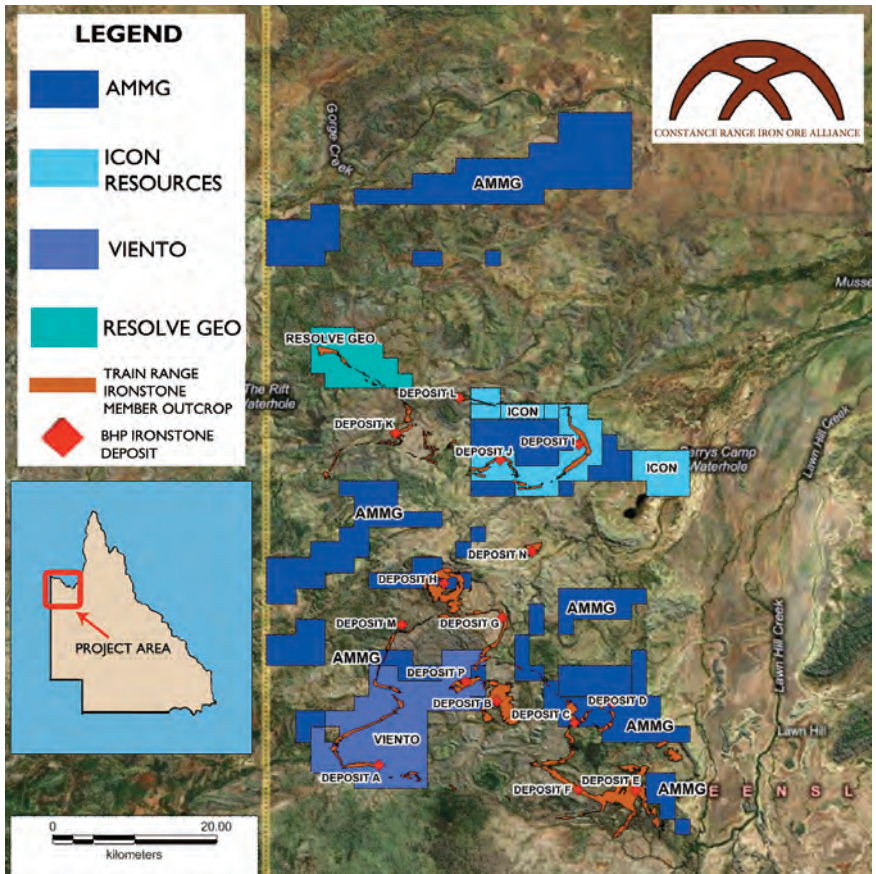 LEGEND
AMMG
ICON
RESOURCES
VIENTO
RESOLVE GEO
TRAIN RANGE
IRONSTONE
MEMBER OUTCROP
BHP IRONSTONE
DEPOSIT
CONSTANCE RANGE IRON ORE ALLIANCE
Gorge Creek
AMMG
Musse
RESOLVE GEO
The Rift
Waterhole
DEPOSIT L
ICON
DEPOSIT K
DEPOSIT I
DEPOSIT J
Lawn Hill Creek
Waterhole
ICON
AMMG
DEPOSIT N
DEPOSIT H
AMMG
DEPOSIT M
DEPOSIT G
AMMG
DEPOSIT P
DEPOSIT B
DEPOSIT D
DEPOSIT C
AMMG
VIENTO
Lawn Hill Creek
Lawn Hill
DEPOSIT A
DEPOSIT F
DEPOSIT E
AMMG
E E N S L
PROJECT AREA
0 20.00
kilometers